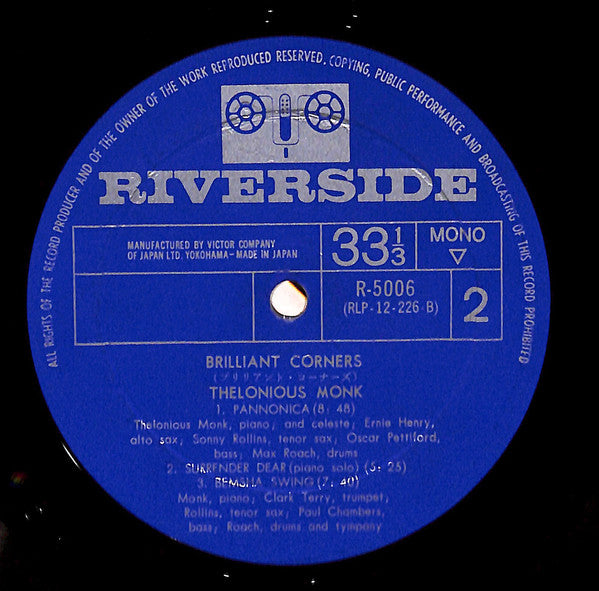 ALL RIGHTS OF THE RECORD PRODUCER AND OF THE OWNER OF THE WORK REPRODUCED RESERVED. COPYING, PUBLIC PERFORMANCE AND BROADCASTING OF THIS RECORD PROHIBITED
RIVERSIDE
MANUFACTURED BY VICTOR COMPANY
OF JAPAN LTD. YOKOHAMA-MADE IN JAPAN
33 1/3
MONO
▽
R-5006
(RLP-12-226-B)
2
BRILLIANT CORNERS
(ブリリアント・コーナーズ)
THELONIOUS MONK
1. PANNONICA (8: 48)
Thelonious Monk, piano; and celeste; Ernie Henry,
alto sax; Sonny Rollins, tenor sax; Oscar Pettiford,
bass; Max Roach, drums
2. SURRENDER DEAR (piano solo) (5: 25)
3. BEMSHA SWING (7: 40)
Monk, piano; Clark Terry, trumpet,
Rollins, tenor sax; Paul Chambers,
bass; Roach, drums and tympany